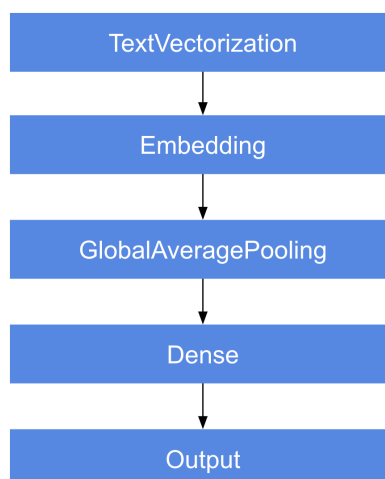 TextVectorization
Embedding
GlobalAveragePooling
Dense
Output